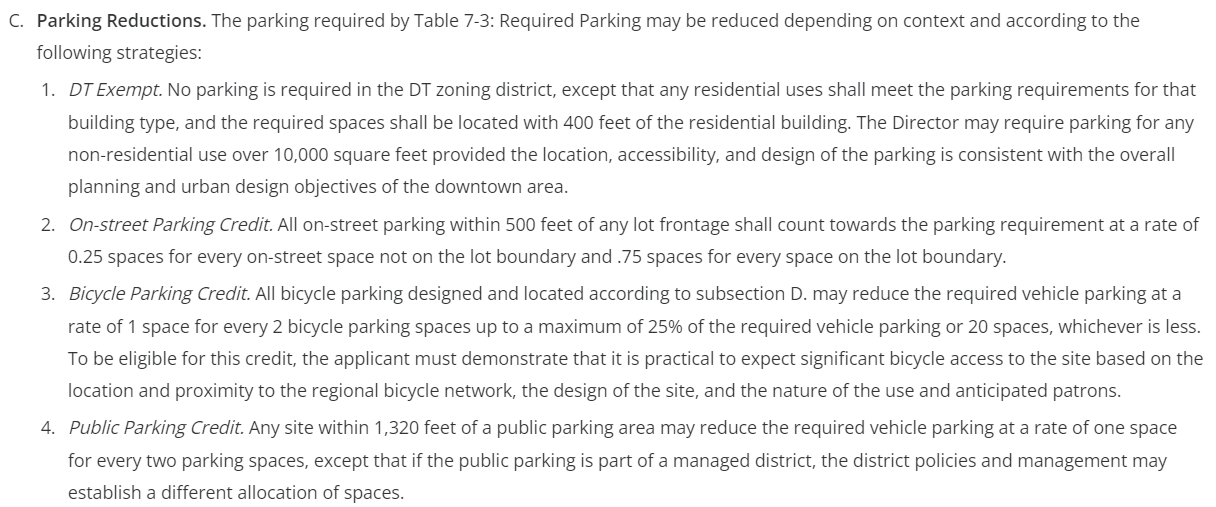 C. Parking Reductions. The parking required by Table 7-3: Required Parking may be reduced depending on context and according to the
following strategies:
1. DT Exempt. No parking is required in the DT zoning district, except that any residential uses shall meet the parking requirements for that
building type, and the required spaces shall be located with 400 feet of the residential building. The Director may require parking for any
non-residential use over 10,000 square feet provided the location, accessibility, and design of the parking is consistent with the overall
planning and urban design objectives of the downtown area.
2. On-street Parking Credit. All on-street parking within 500 feet of any lot frontage shall count towards the parking requirement at a rate of
0.25 spaces for every on-street space not on the lot boundary and .75 spaces for every space on the lot boundary.
3. Bicycle Parking Credit. All bicycle parking designed and located according to subsection D. may reduce the required vehicle parking at a
rate of 1 space for every 2 bicycle parking spaces up to a maximum of 25% of the required vehicle parking or 20 spaces, whichever is less.
To be eligible for this credit, the applicant must demonstrate that it is practical to expect significant bicycle access to the site based on the
location and proximity to the regional bicycle network, the design of the site, and the nature of the use and anticipated patrons.
4. Public Parking Credit. Any site within 1,320 feet of a public parking area may reduce the required vehicle parking at a rate of one space
for every two parking spaces, except that if the public parking is part of a managed district, the district policies and management may
establish a different allocation of spaces.